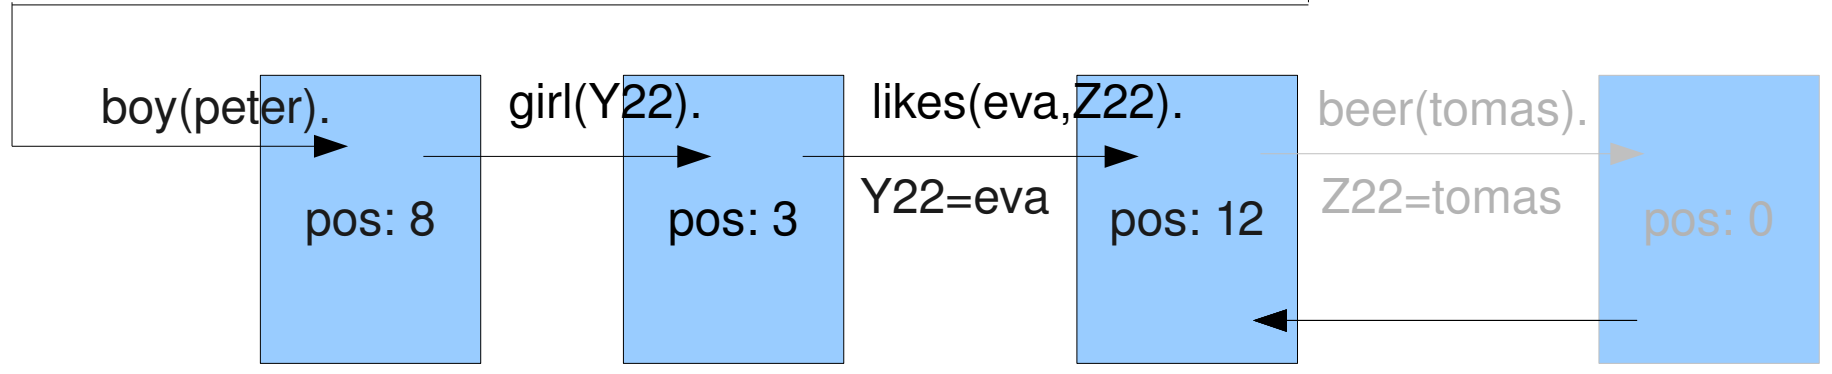 boy(peter).
girl(Y22).
likes(eva,Z22).
beer(tomas).
Y22=eva
Z22=tomas
pos: 8
pos: 3
pos: 12
pos: 0